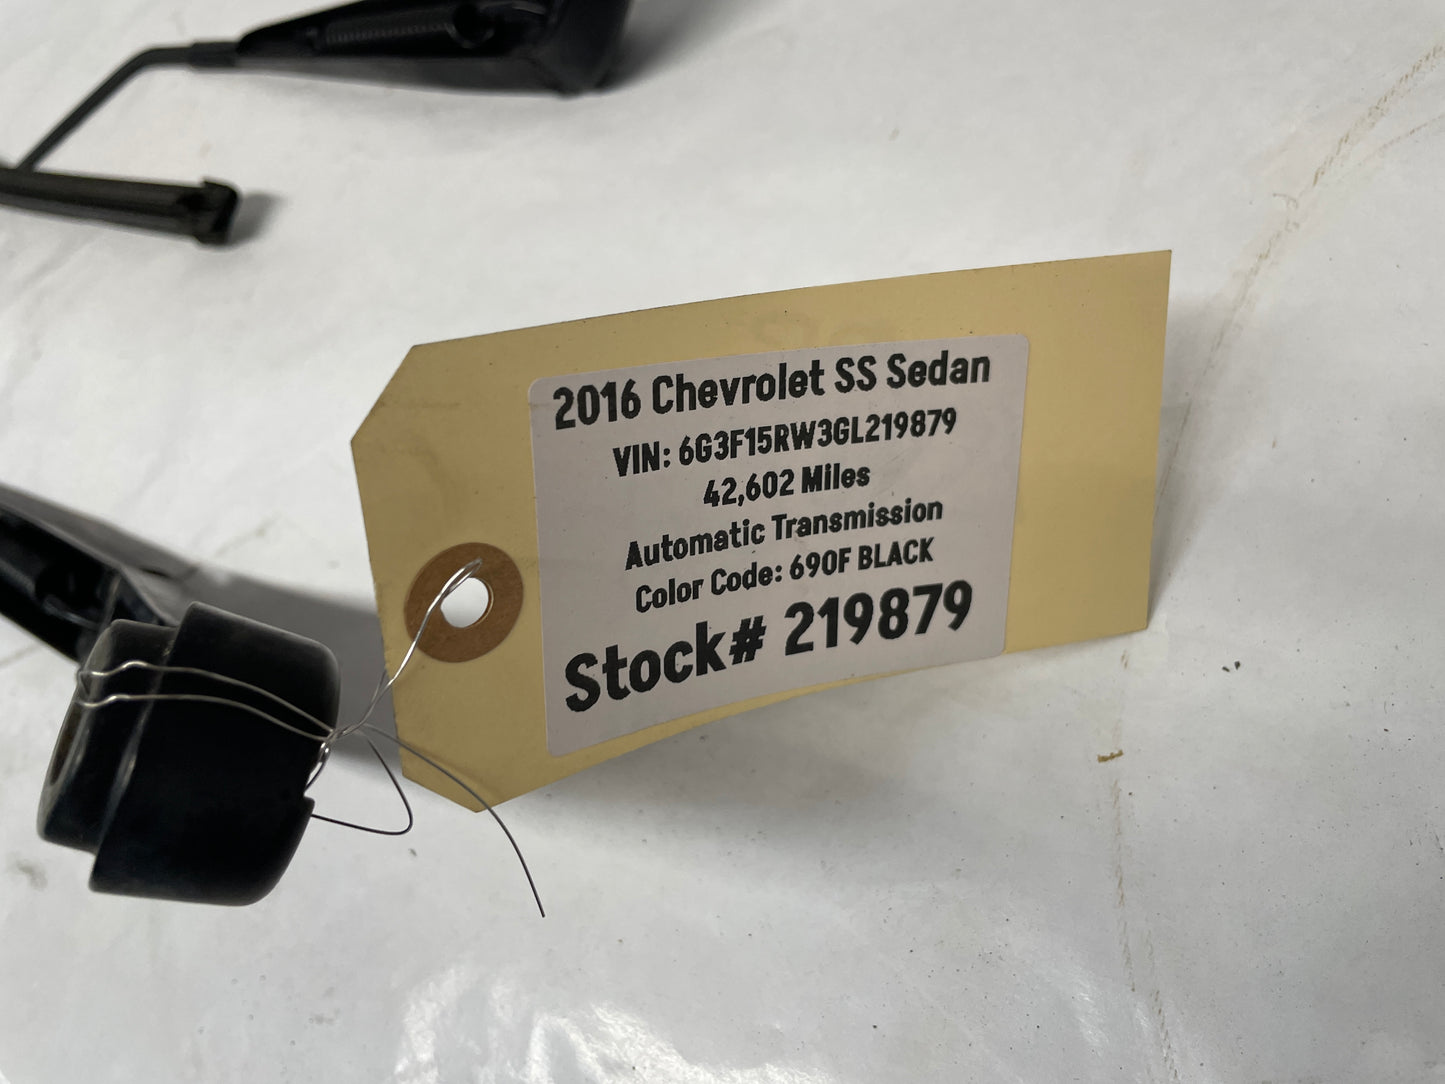 2016 Chevrolet SS Sedan
VIN: 6G3F15RW3GL219879
42,602 Miles
Automatic Transmission
Color Code: 690F BLACK
Stock# 219879